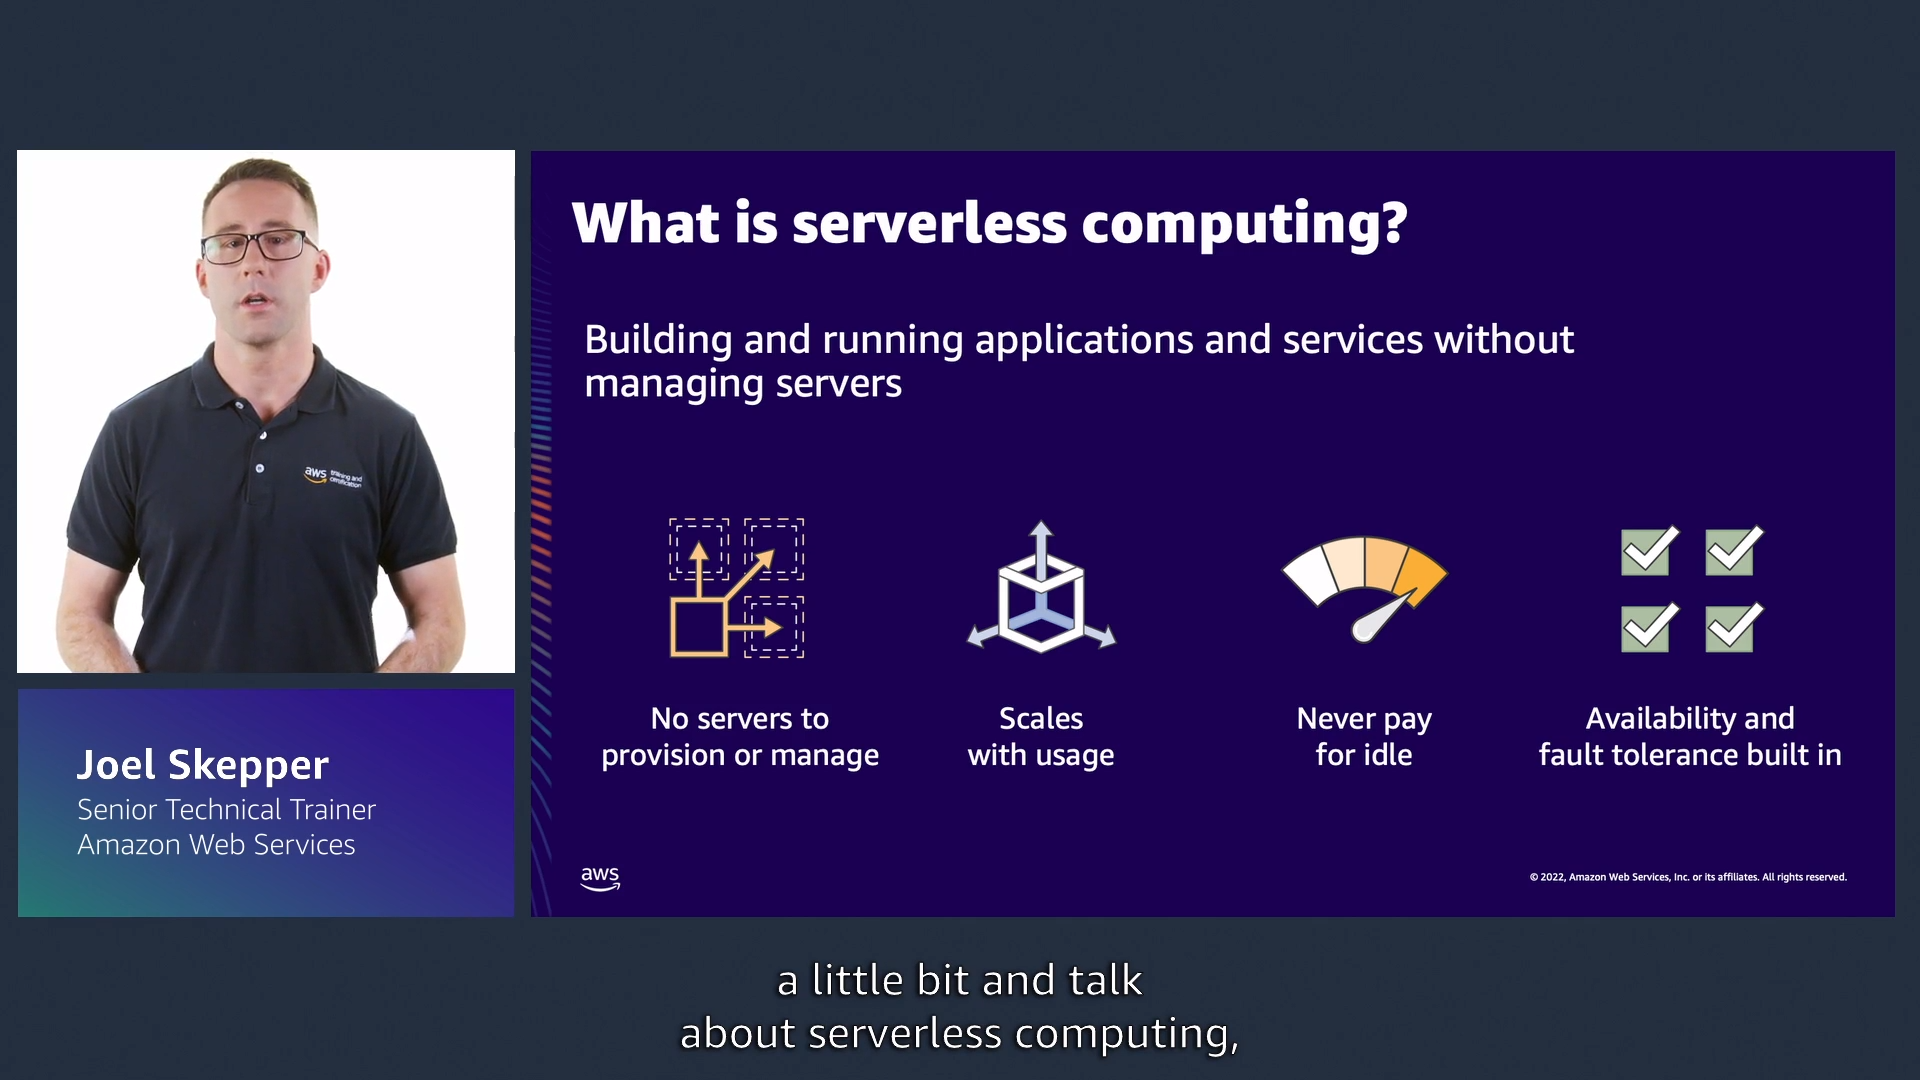 What is serverless computing?
Building and running applications and services without
managing servers
aws training and
certification
No servers to
provision or manage
Scales
with usage
Never pay
for idle
Availability and
fault tolerance built in
Joel Skepper
Senior Technical Trainer
Amazon Web Services
aws
© 2022, Amazon Web Services, Inc. or its affiliates. All rights reserved.
a little bit and talk
about serverless computing,